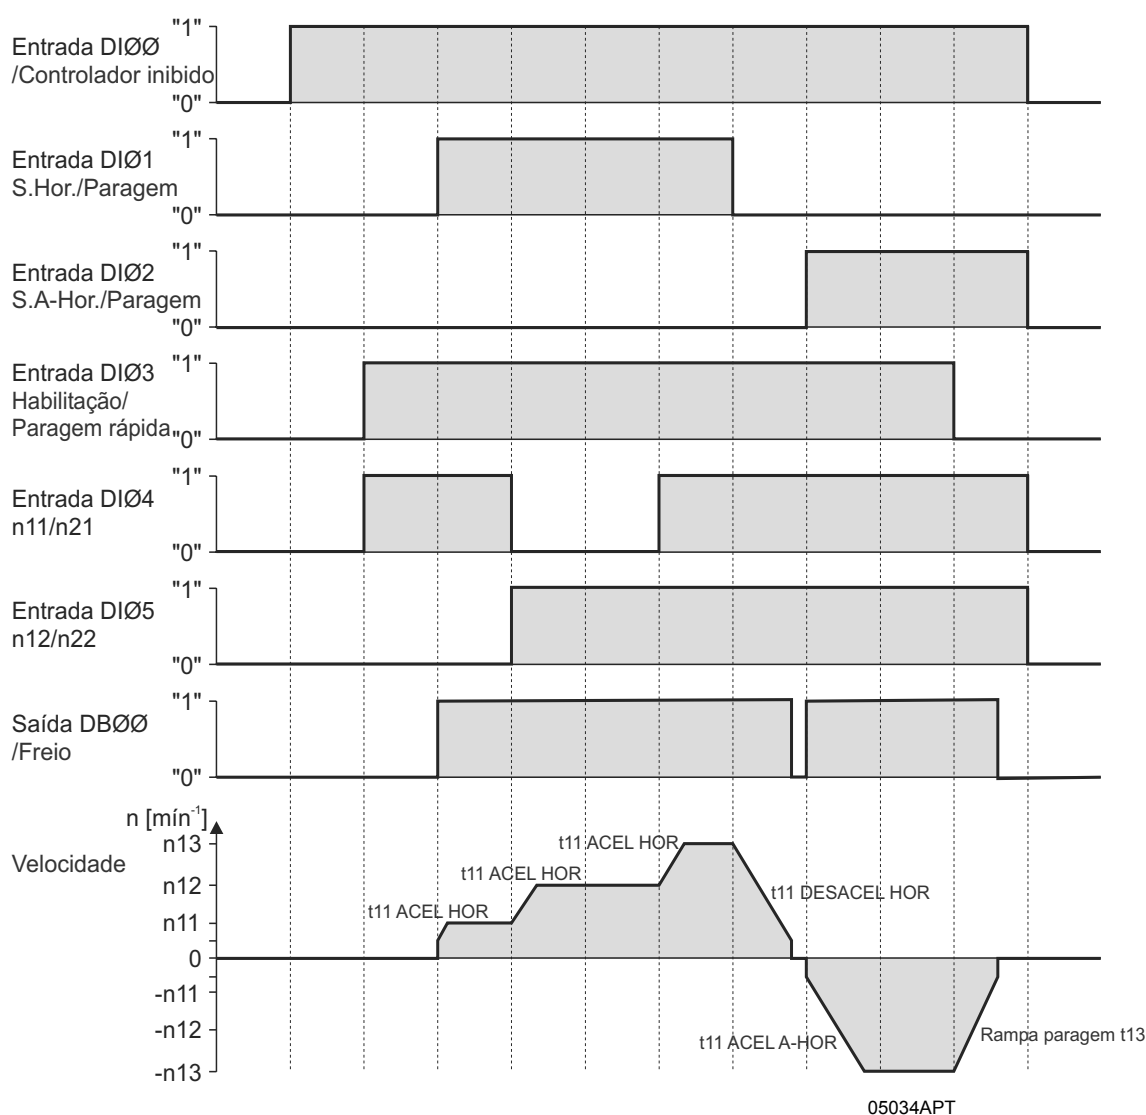 "1"
Entrada DIØØ
/Controlador inibido
"0"
"1"
Entrada DIØ1
S.Hor./Paragem
"0"
"1"
Entrada DIØ2
S.A-Hor./Paragem
"0"
"1"
Entrada DIØ3
Habilitação/
Paragem rápida
"0"
"1"
Entrada DIØ4
n11/n21
"0"
"1"
Entrada DIØ5
n12/n22
"0"
"1"
Saída DBØØ
/Freio
"0"
n [mín-1]
Velocidade
n13
n12
n11
0
-n11
-n12
-n13
t11 ACEL HOR
t11 ACEL HOR
t11 ACEL HOR
t11 DESACEL HOR
t11 ACEL A-HOR
Rampa paragem t13
05034APT